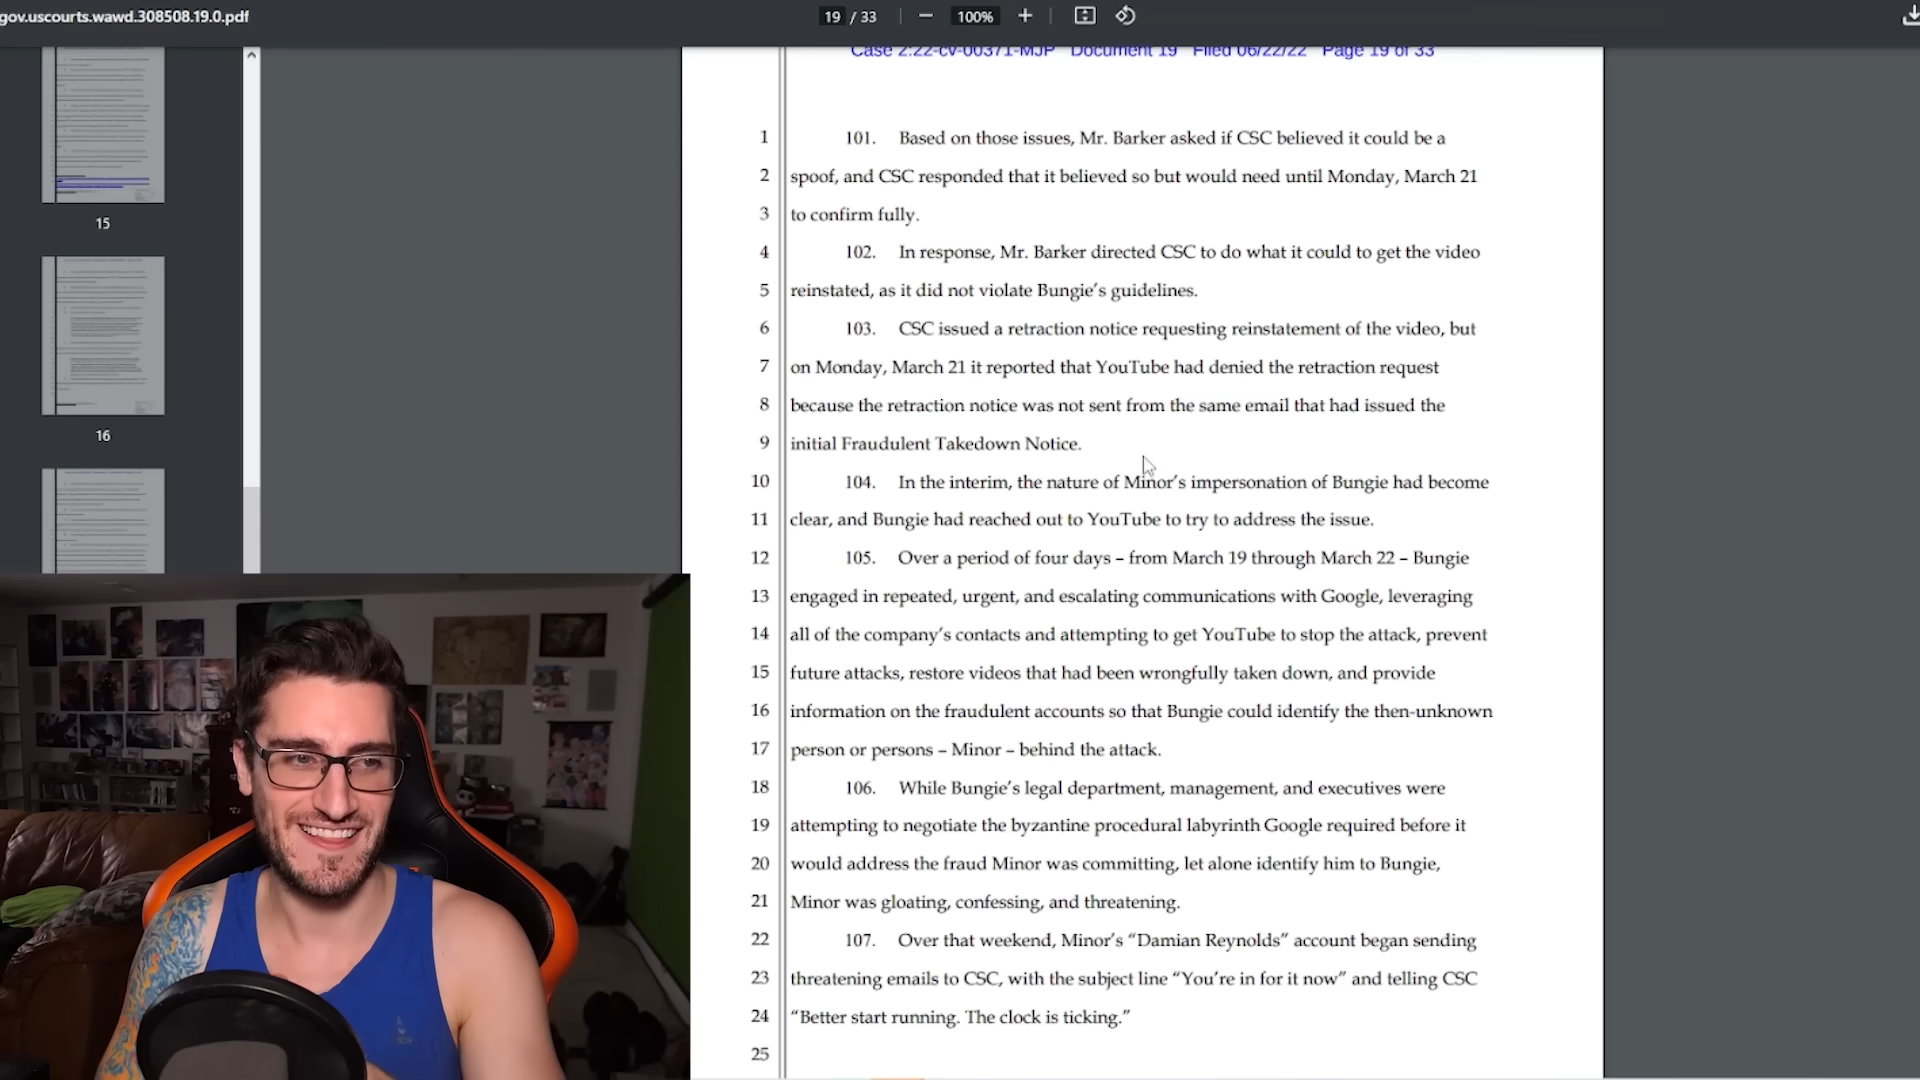 gov.uscourts.wawd.308508.19.0.pdf
19 / 33
100%
Case 2:22-cv-00371-MJP Document 19 Filed 06/22/22 Page 19 of 33
15
16
1 101. Based on those issues, Mr. Barker asked if CSC believed it could be a
2 spoof, and CSC responded that it believed so but would need until Monday, March 21
3 to confirm fully.
4 102. In response, Mr. Barker directed CSC to do what it could to get the video
5 reinstated, as it did not violate Bungie’s guidelines.
6 103. CSC issued a retraction notice requesting reinstatement of the video, but
7 on Monday, March 21 it reported that YouTube had denied the retraction request
8 because the retraction notice was not sent from the same email that had issued the
9 initial Fraudulent Takedown Notice.
10 104. In the interim, the nature of Minor’s impersonation of Bungie had become
11 clear, and Bungie had reached out to YouTube to try to address the issue.
12 105. Over a period of four days – from March 19 through March 22 – Bungie
13 engaged in repeated, urgent, and escalating communications with Google, leveraging
14 all of the company’s contacts and attempting to get YouTube to stop the attack, prevent
15 future attacks, restore videos that had been wrongfully taken down, and provide
16 information on the fraudulent accounts so that Bungie could identify the then-unknown
17 person or persons – Minor – behind the attack.
18 106. While Bungie’s legal department, management, and executives were
19 attempting to negotiate the byzantine procedural labyrinth Google required before it
20 would address the fraud Minor was committing, let alone identify him to Bungie,
21 Minor was gloating, confessing, and threatening.
22 107. Over that weekend, Minor’s “Damian Reynolds” account began sending
23 threatening emails to CSC, with the subject line “You’re in for it now” and telling CSC
24 “Better start running. The clock is ticking.”
25